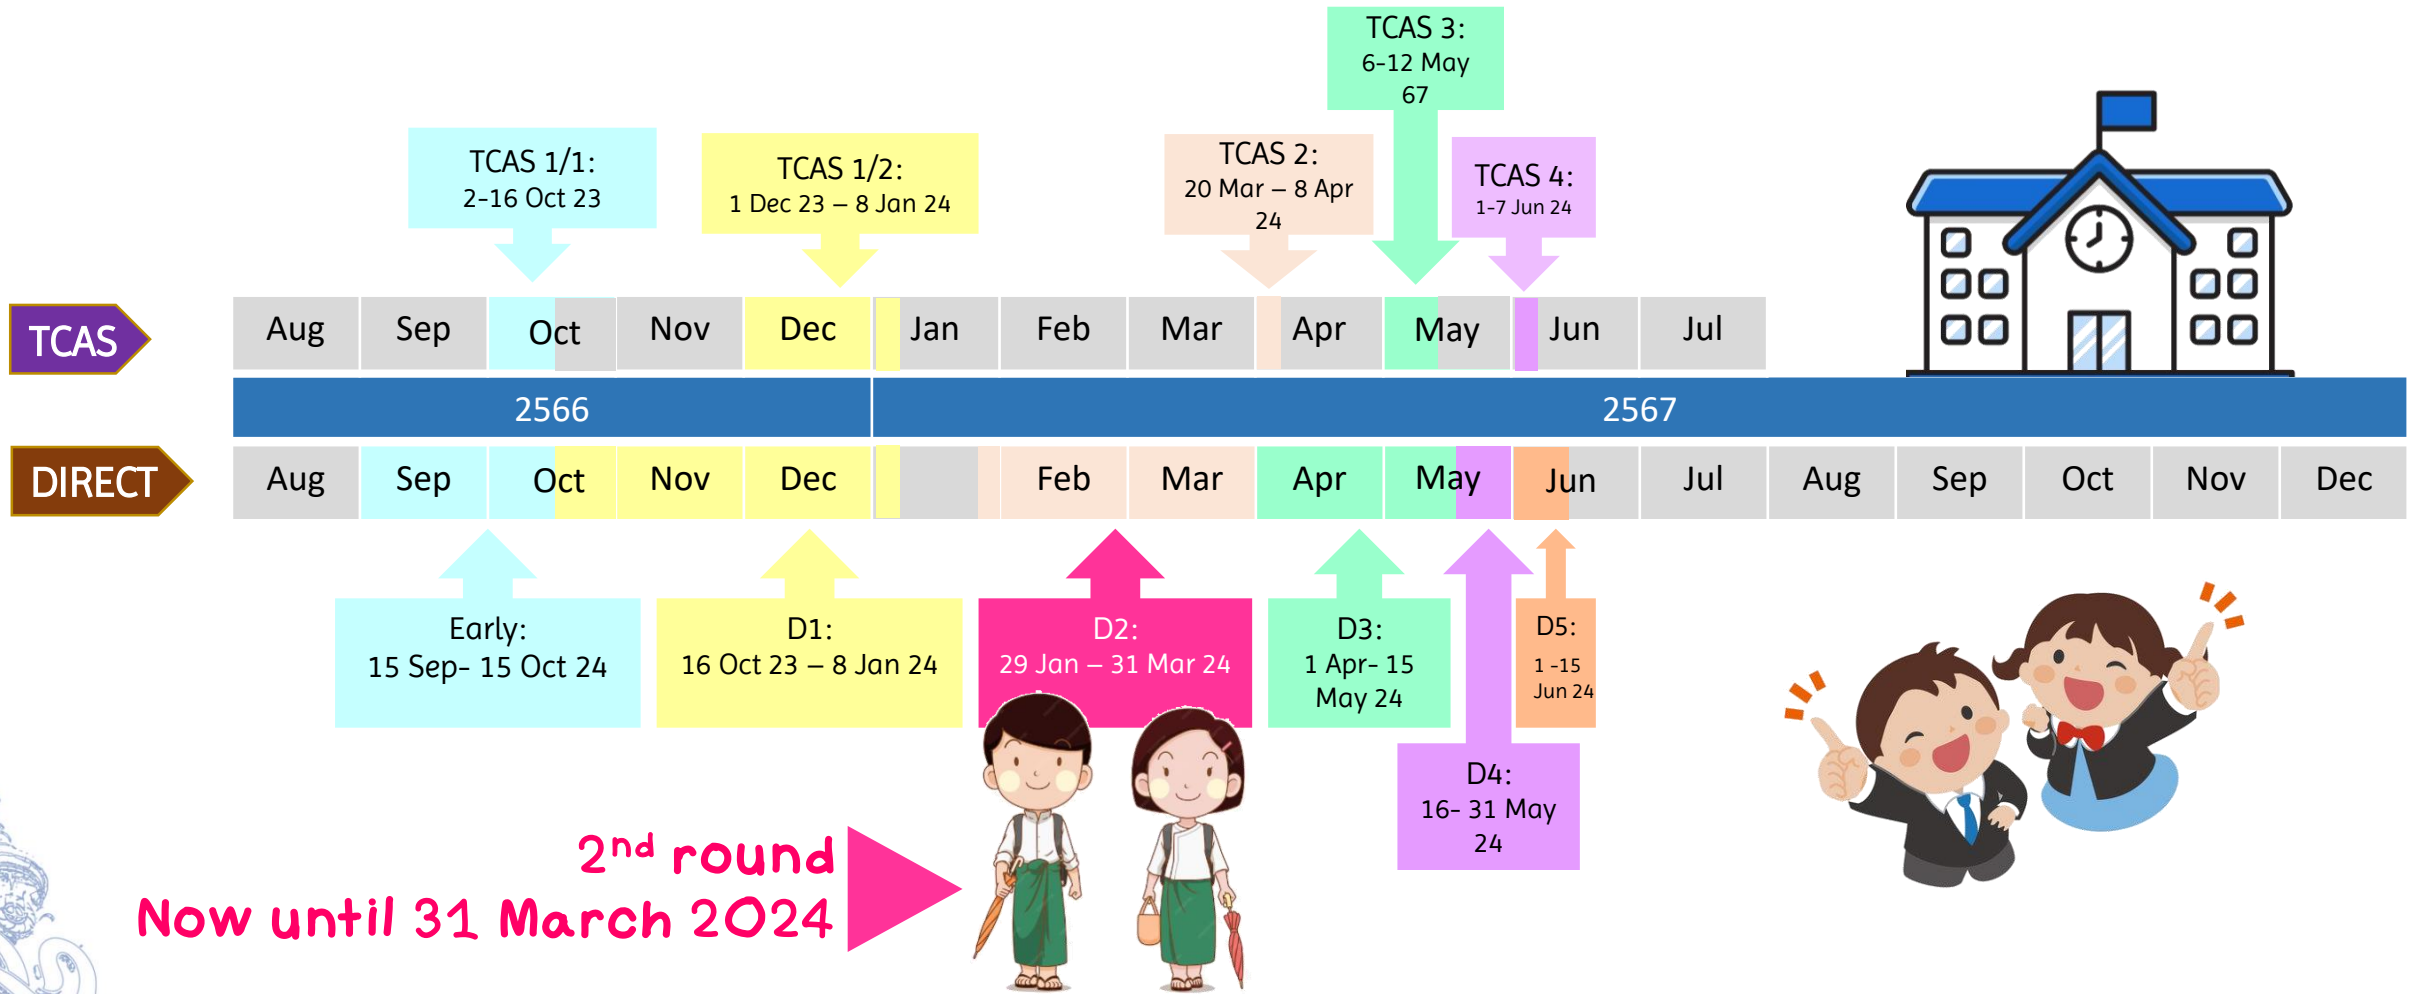 TCAS 3:
6-12 May
67
TCAS 1/1:
2-16 Oct 23
TCAS 1/2:
1 Dec 23 – 8 Jan 24
TCAS 2:
20 Mar – 8 Apr
24
TCAS 4:
1-7 Jun 24
TCAS
Aug Sep Oct Nov Dec Jan Feb Mar Apr May Jun Jul
2566 2567
DIRECT
Aug Sep Oct Nov Dec Feb Mar Apr May Jun Jul Aug Sep Oct Nov Dec
Early:
15 Sep- 15 Oct 24
D1:
16 Oct 23 – 8 Jan 24
D2:
29 Jan – 31 Mar 24
D3:
1 Apr- 15
May 24
D5:
1 -15
Jun 24
D4:
16- 31 May
24
2nd round
Now until 31 March 2024